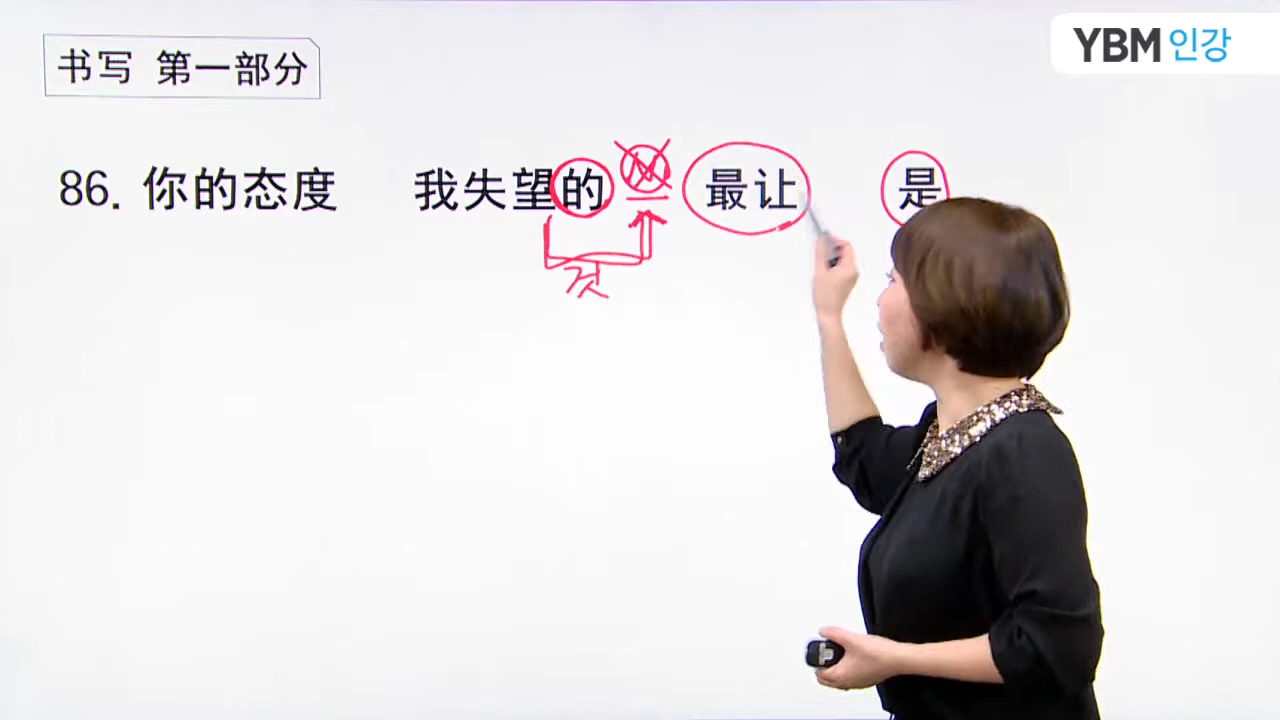 YBM 인강
书写 第一部分
86. 你的态度 我失望的 N 最让 是
것